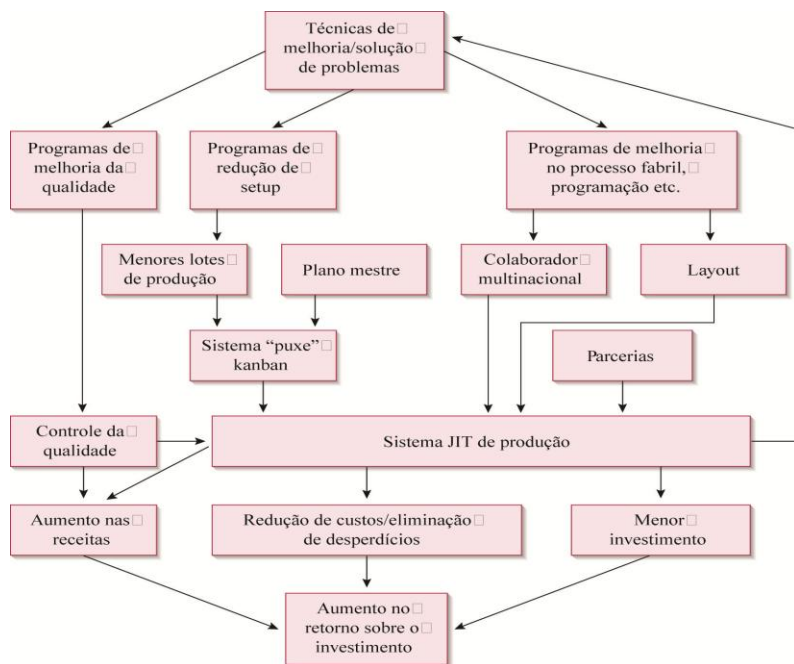 Técnicas de
melhoria/solução
de problemas
Programas de
melhoria da
qualidade
Programas de
redução de
setup
Programas de melhoria
no processo fabril,
programação etc.
Menores lotes
de produção
Plano mestre
Colaborador
multinacional
Layout
Sistema “puxe”
kanban
Parcerias
Controle da
qualidade
Sistema JIT de produção
Aumento nas
receitas
Redução de custos/eliminação
de desperdícios
Menor
investimento
Aumento no
retorno sobre o
investimento